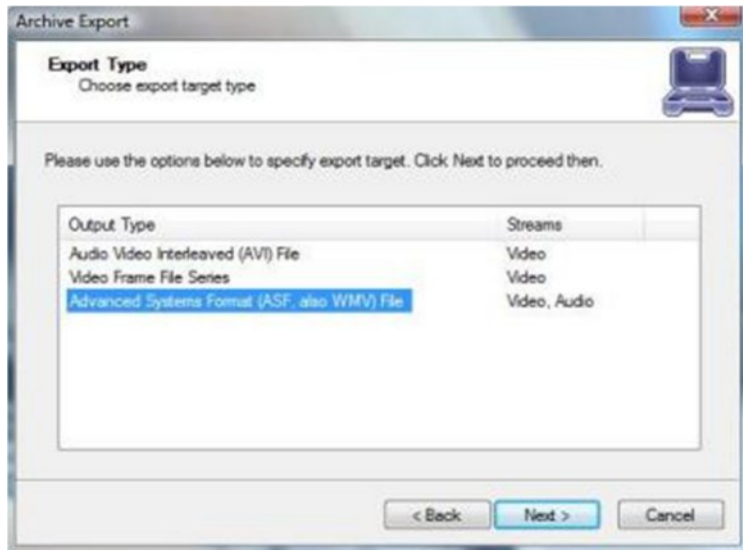 Archive Export
Export Type
Choose export target type
Please use the options below to specify export target. Click Next to proceed then.
Output Type Streams
Audio Video Interleaved (AVI) File Video
Video Frame File Series Video
Advanced Systems Format (ASF, also WMV) File Video, Audio
< Back Next > Cancel